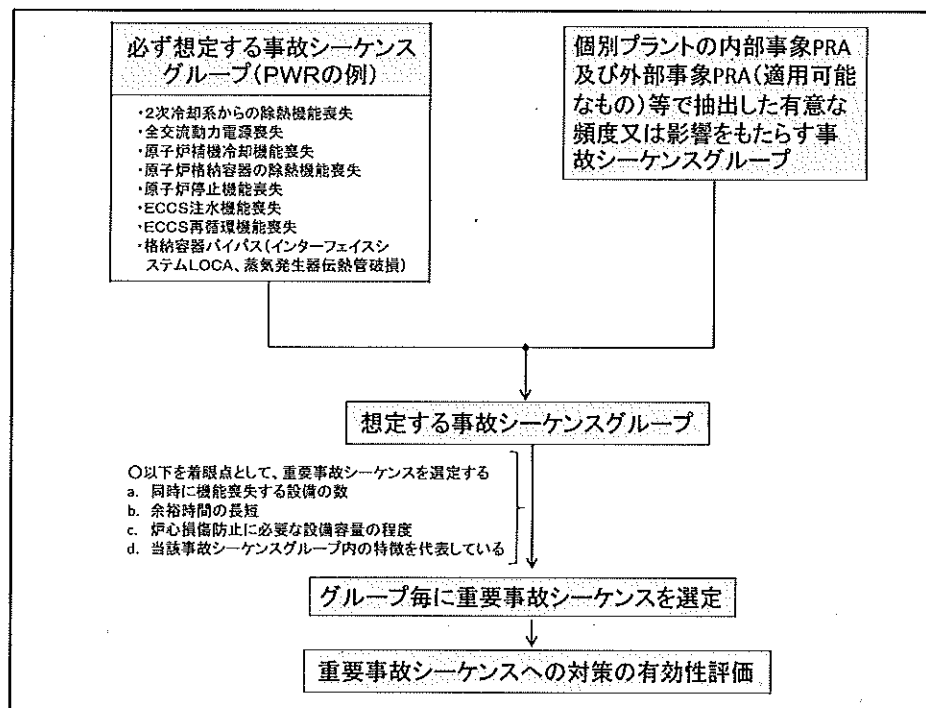 必ず想定する事故シーケンス
グループ(PWRの例)
・2次冷却系からの除熱機能喪失
・全交流動力電源喪失
・原子炉補機冷却機能喪失
・原子炉格納容器の除熱機能喪失
・原子炉停止機能喪失
・ECCS注水機能喪失
・ECCS再循環機能喪失
・格納容器バイパス(インターフェイスシ
ステムLOCA、蒸気発生器伝熱管破損)
個別プラントの内部事象PRA
及び外部事象PRA(適用可能
なもの)等で抽出した有意な
頻度又は影響をもたらす事
故シーケンスグループ
想定する事故シーケンスグループ
○以下を着眼点として、重要事故シーケンスを選定する
a. 同時に機能喪失する設備の数
b. 余裕時間の長短
c. 炉心損傷防止に必要な設備容量の程度
d. 当該事故シーケンスグループ内の特徴を代表している
グループ毎に重要事故シーケンスを選定
重要事故シーケンスへの対策の有効性評価